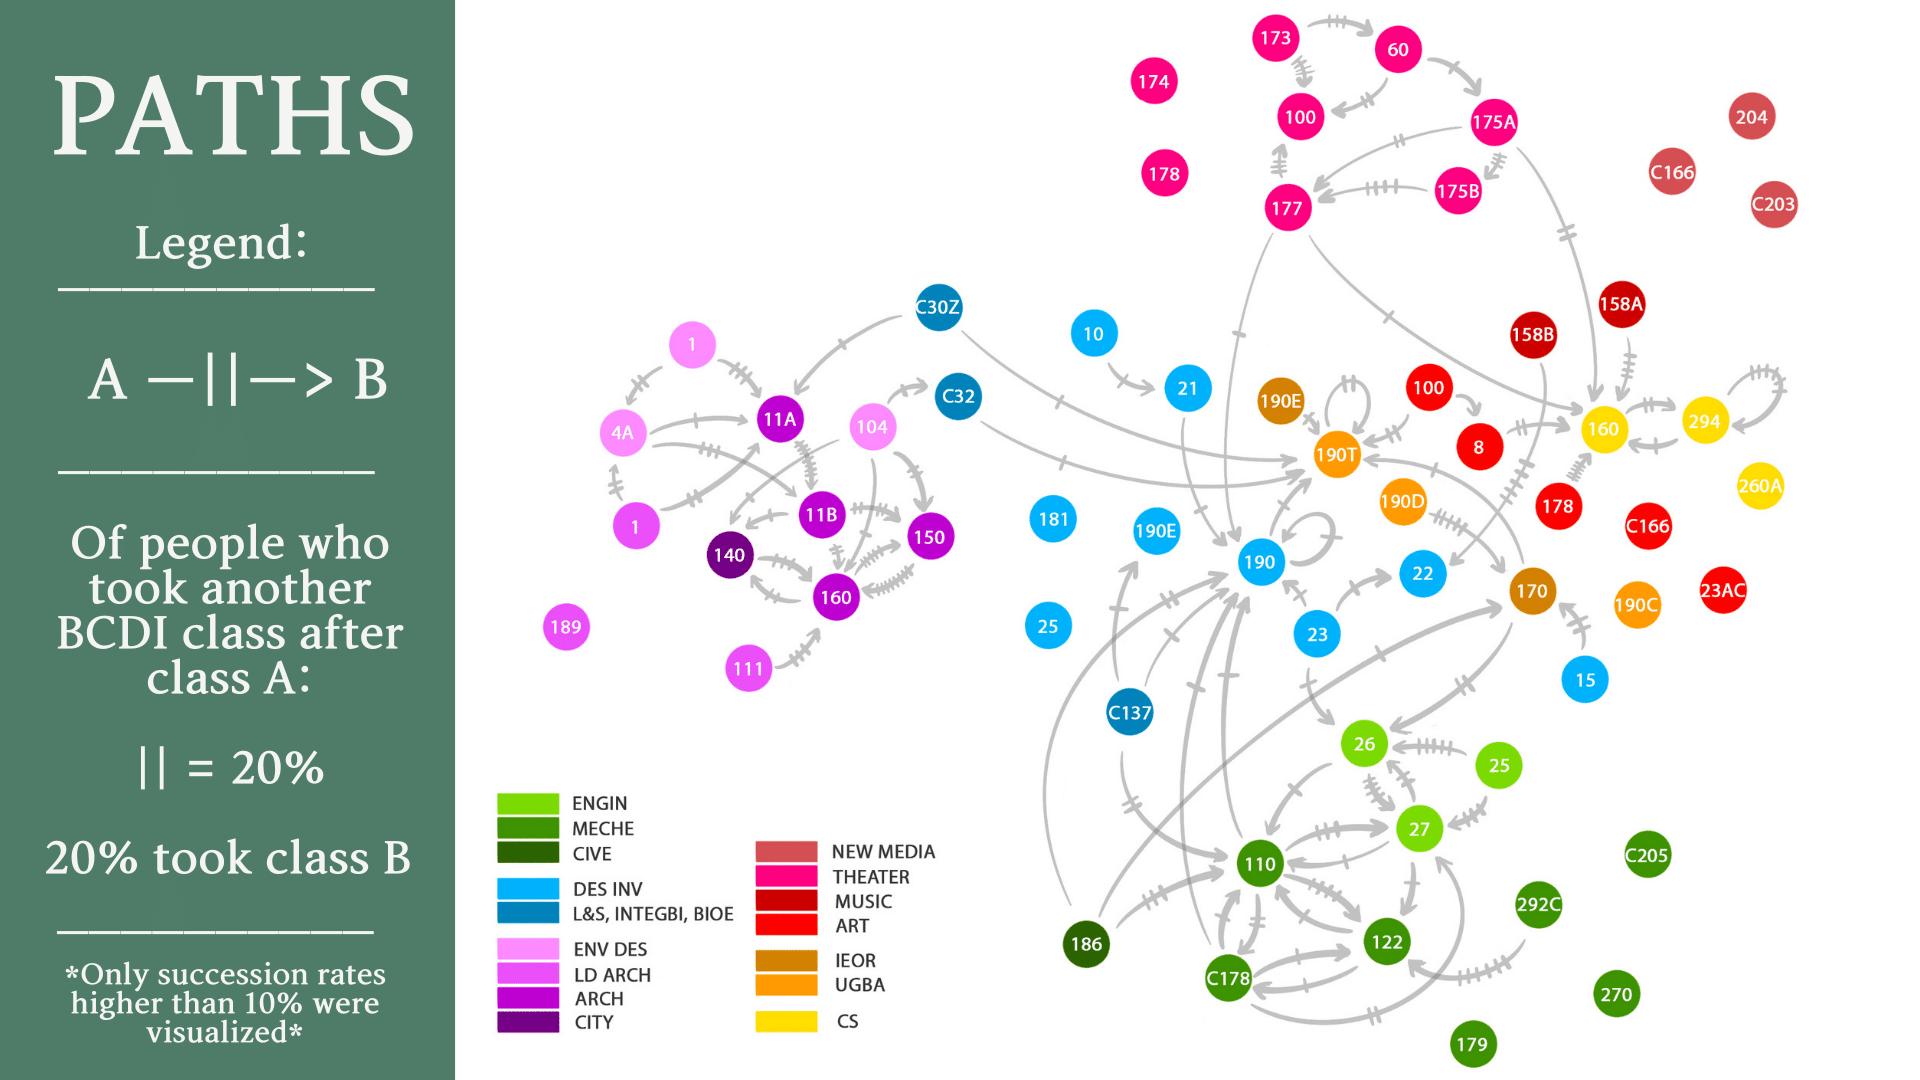 PATHS
Legend:
A —||—> B
Of people who
took another
BCDI class after
class A:
|| = 20%
20% took class B
*Only succession rates
higher than 10% were
visualized*
173
60
174
100
175A
204
178
C166
175B
177
C203
C30Z
158A
10
158B
1
21
100
C32
190E
11A
294
104
160
4A
8
190T
260A
190D
178
11B
181
1
C166
190E
150
140
190
22
170
23AC
160
190C
25
189
23
111
15
C137
26
25
27
C205
110
292C
122
186
C178
270
179
ENGIN
MECHE
CIVE
DES INV
L&S, INTEGBI, BIOE
ENV DES
LD ARCH
ARCH
CITY
NEW MEDIA
THEATER
MUSIC
ART
IEOR
UGBA
CS